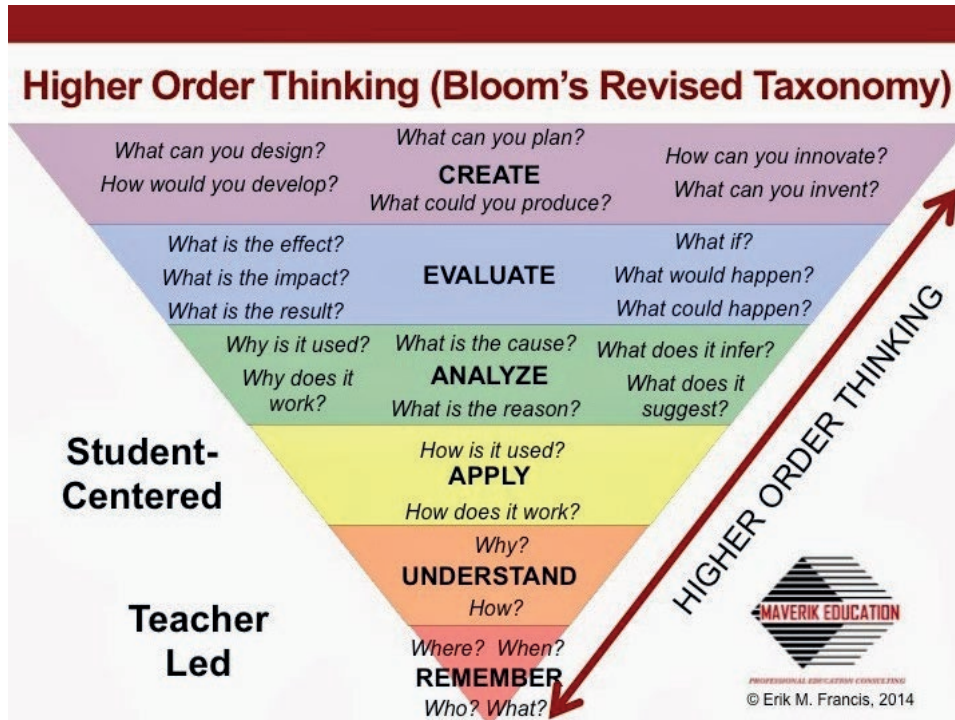 Higher Order Thinking (Bloom's Revised Taxonomy)
What can you plan?
What can you design?
How would you develop?
CREATE
What could you produce?
How can you innovate?
What can you invent?
What is the effect?
What is the impact?
What is the result?
EVALUATE
What if?
What would happen?
What could happen?
Why is it used?
Why does it
work?
What is the cause?
ANALYZE
What is the reason?
What does it infer?
What does it
suggest?
Student-
Centered
How is it used?
APPLY
How does it work?
Why?
UNDERSTAND
How?
Teacher
Led
Where? When?
REMEMBER
Who? What?
HIGHER ORDER THINKING
MAVERIK EDUCATION
PROFESSIONAL EDUCATION CONSULTING
© Erik M. Francis, 2014